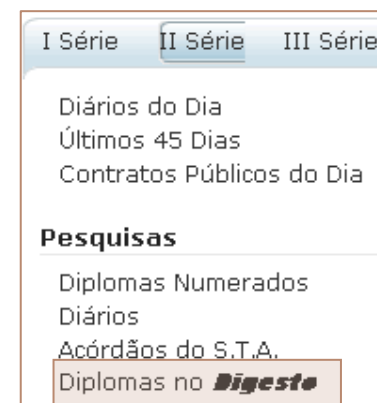 I Série II Série III Série
Diários do Dia
Últimos 45 Dias
Contratos Públicos do Dia
Pesquisas
Diplomas Numerados
Diários
Acórdãos do S.T.A.
Diplomas no Digesto